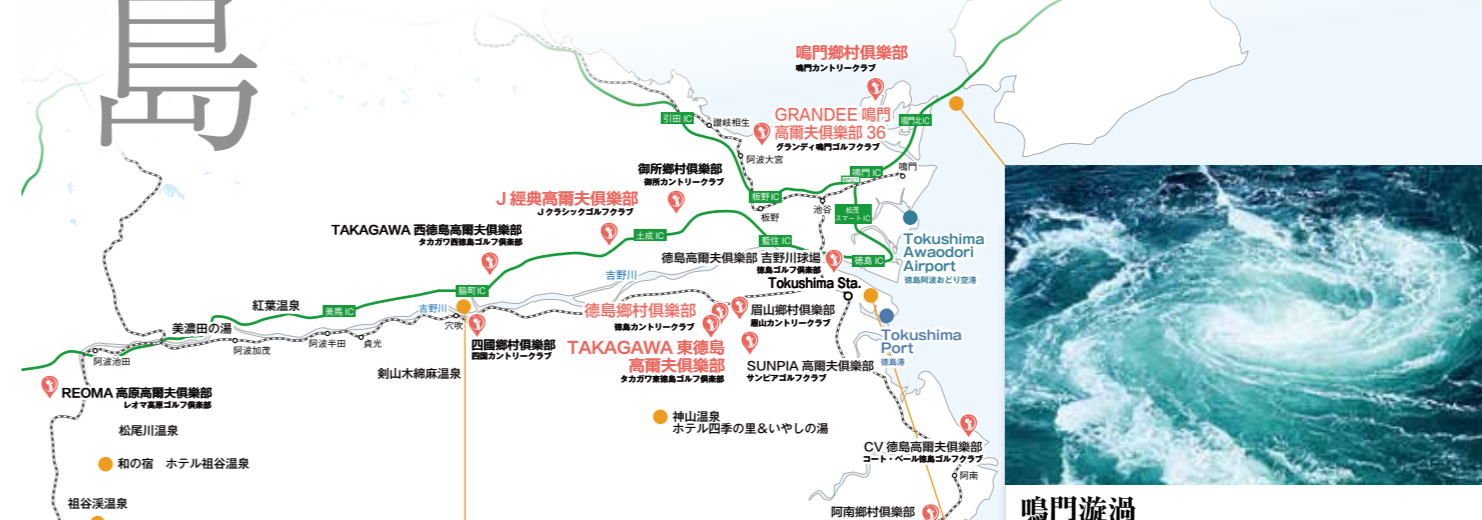 島
鳴門鄉村俱樂部
鳴門カントリークラブ
GRANDEE 鳴門
高爾夫俱樂部 36
グランディ鳴門ゴルフクラブ
引田 IC
讃岐相生
鳴門北IC
阿波大宮
御所鄉村俱樂部
御所カントリークラブ
鳴門 IC
鳴門
板野 IC
板野
池谷
松茂
スマート IC
J 經典高爾夫俱樂部
J クラシックゴルフクラブ
TAKAGAWA 西德島高爾夫俱樂部
タカガワ西徳島ゴルフ倶楽部
土成 IC
藍住 IC
徳島 IC
Tokushima
Awaodori
Airport
徳島阿波おどり空港
德島高爾夫俱樂部 吉野川球場
徳島ゴルフ倶楽部
Tokushima Sta.
吉野川
脇町 IC
紅葉温泉
美馬 IC
吉野川
穴吹
德島鄉村俱樂部
徳島カントリークラブ
眉山鄉村俱樂部
眉山カントリークラブ
Tokushima
Port
徳島港
美濃田の湯
阿波池田
阿波加茂
阿波半田
貞光
四國鄉村俱樂部
四国カントリークラブ
TAKAGAWA 東德島
高爾夫俱樂部
タカガワ東徳島ゴルフ倶楽部
SUNPIA 高爾夫俱樂部
サンピアゴルフクラブ
剣山木綿麻温泉
REOMA 高原高爾夫俱樂部
レオマ高原ゴルフ倶楽部
松尾川温泉
神山温泉
ホテル四季の里＆いやしの湯
和の宿　ホテル祖谷温泉
CV 德島高爾夫俱樂部
コート・ベール徳島ゴルフクラブ
阿南
祖谷渓温泉
阿南鄉村俱樂部
鳴門漩渦